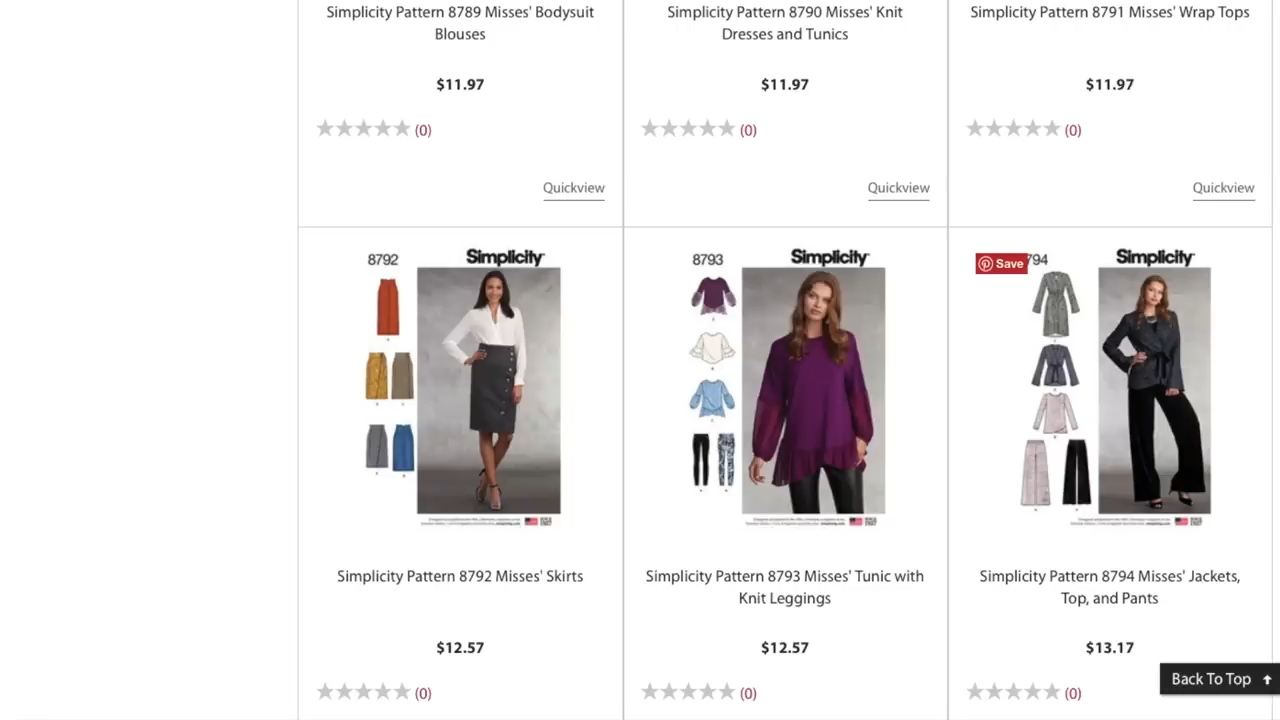 Simplicity Pattern 8789 Misses' Bodysuit
Blouses
$11.97
(0)
Quickview
Simplicity Pattern 8790 Misses' Knit
Dresses and Tunics
$11.97
(0)
Quickview
Simplicity Pattern 8791 Misses' Wrap Tops
$11.97
(0)
Quickview
8792
Simplicity
Simplicity Pattern 8792 Misses' Skirts
$12.57
(0)
8793
Simplicity
Simplicity Pattern 8793 Misses' Tunic with
Knit Leggings
$12.57
(0)
Save
794
Simplicity
Simplicity Pattern 8794 Misses' Jackets,
Top, and Pants
$13.17
(0)
Back To Top